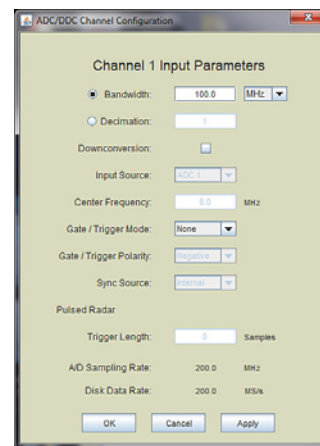 ADC/DDC Channel Configuration
Channel 1 Input Parameters
Bandwidth: 100.0 MHz
Decimation: 1
Downconversion:
Input Source: ADC 1
Center Frequency: 0.0 MHz
Gate / Trigger Mode: None
Gate / Trigger Polarity: Negative
Sync Source: Internal
Pulsed Radar
Trigger Length: 0 Samples
A/D Sampling Rate: 200.0 MHz
Disk Data Rate: 200.0 MS/s
OK Cancel Apply